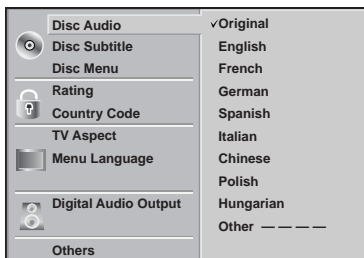 Disc Audio
Disc Subtitle
Disc Menu
Rating
Country Code
TV Aspect
Menu Language
Digital Audio Output
Others
✓Original
English
French
German
Spanish
Italian
Chinese
Polish
Hungarian
Other — — — —